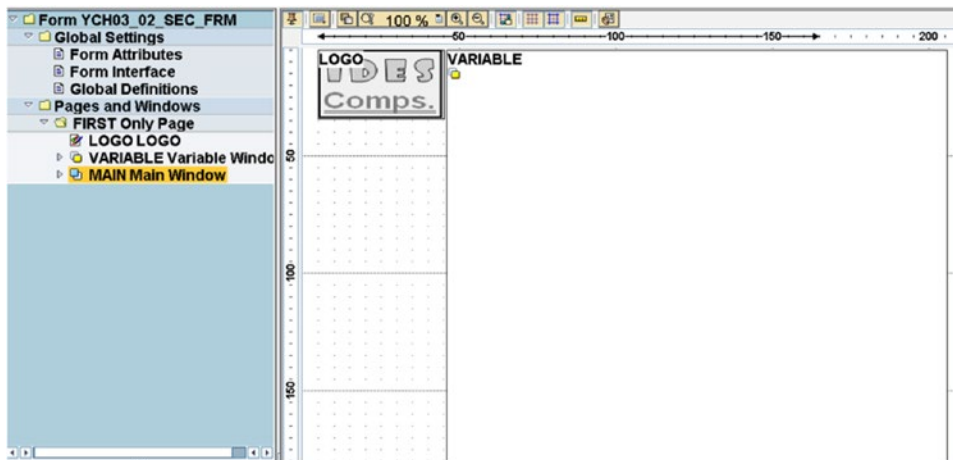 Form YCH03_02_SEC_FRM
Global Settings
Form Attributes
Form Interface
Global Definitions
Pages and Windows
FIRST Only Page
LOGO LOGO
VARIABLE Variable Windo
MAIN Main Window
100 %
50 100 150 200
LOGO VARIABLE
IDES
Comps.
50
100
150